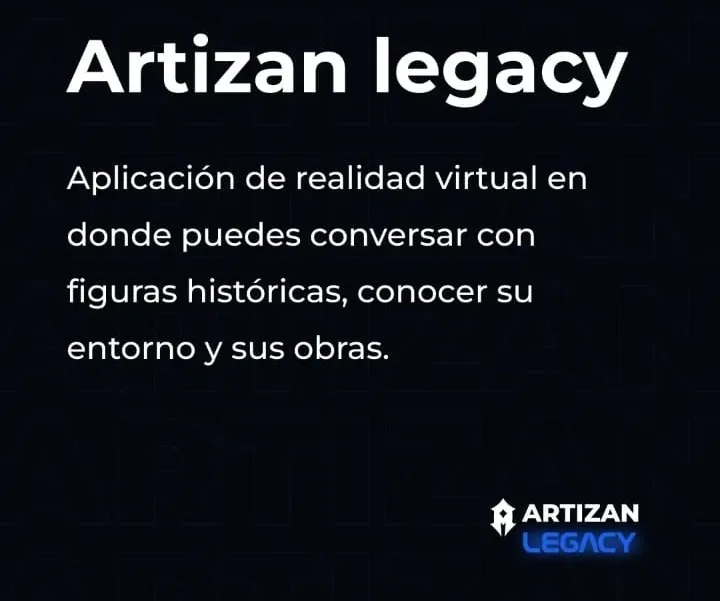 Artizan legacy
Aplicación de realidad virtual en
donde puedes conversar con
figuras históricas, conocer su
entorno y sus obras.
ARTIZAN
LEGACY